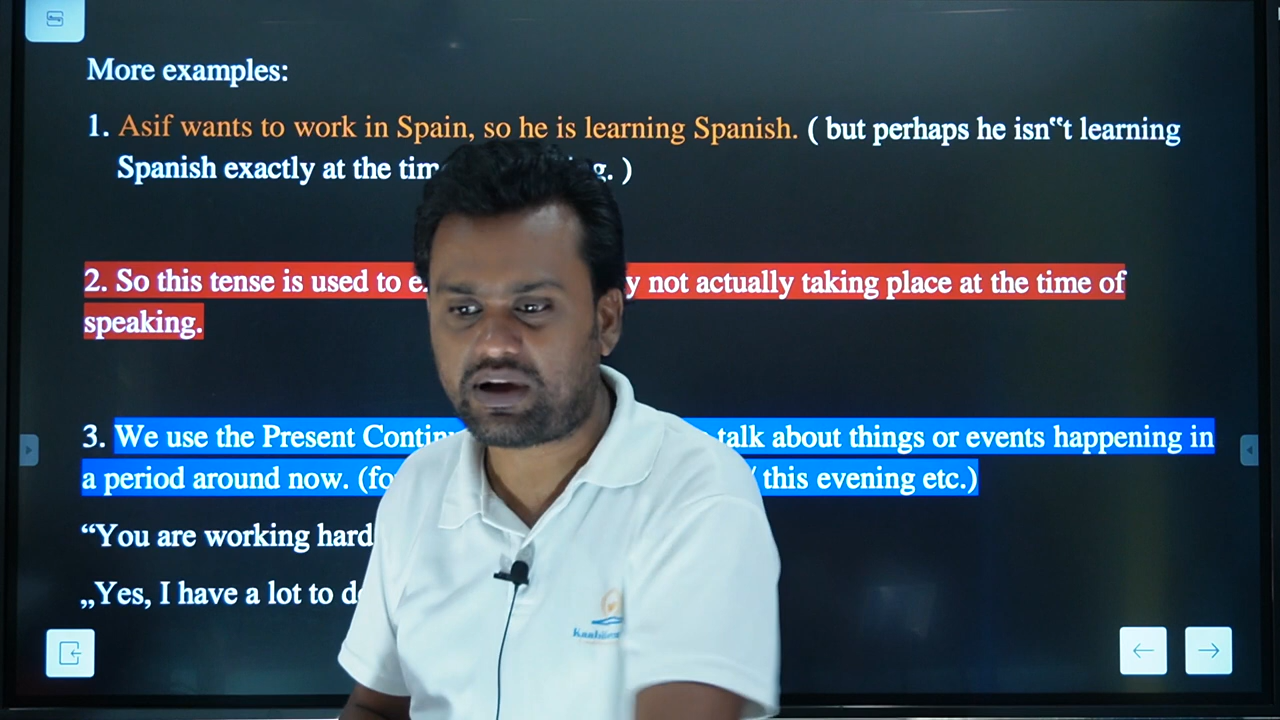 More examples:
1. Asif wants to work in Spain, so he is learning Spanish. ( but perhaps he isn‟t learning
Spanish exactly at the g. )
2. So this tense is used to not actually taking place at the time of
speaking.
3. We use the Present talk about things or events happening in
a period around now. ( / this evening etc.)
“You are working hard
„Yes, I have a lot to